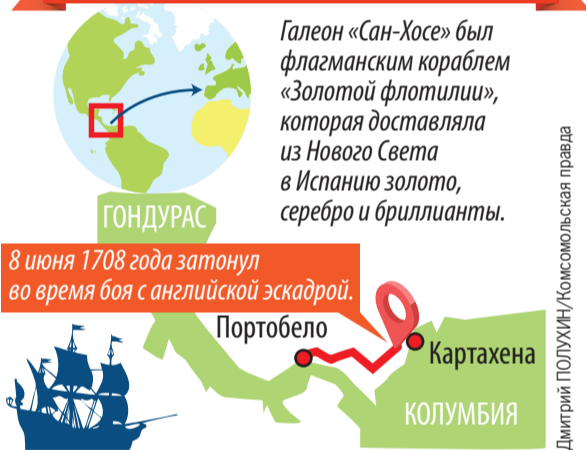 Галеон «Сан-Хосе» был
флагманским кораблем
«Золотой флотилии»,
которая доставляла
из Нового Света
в Испанию золото,
серебро и бриллианты.
ГОНДУРАС
8 июня 1708 года затонул
во время боя с английской эскадрой.
Портобело
Картахена
КОЛУМБИЯ
Дмитрий ПОЛУХИН/Комсомольская правда